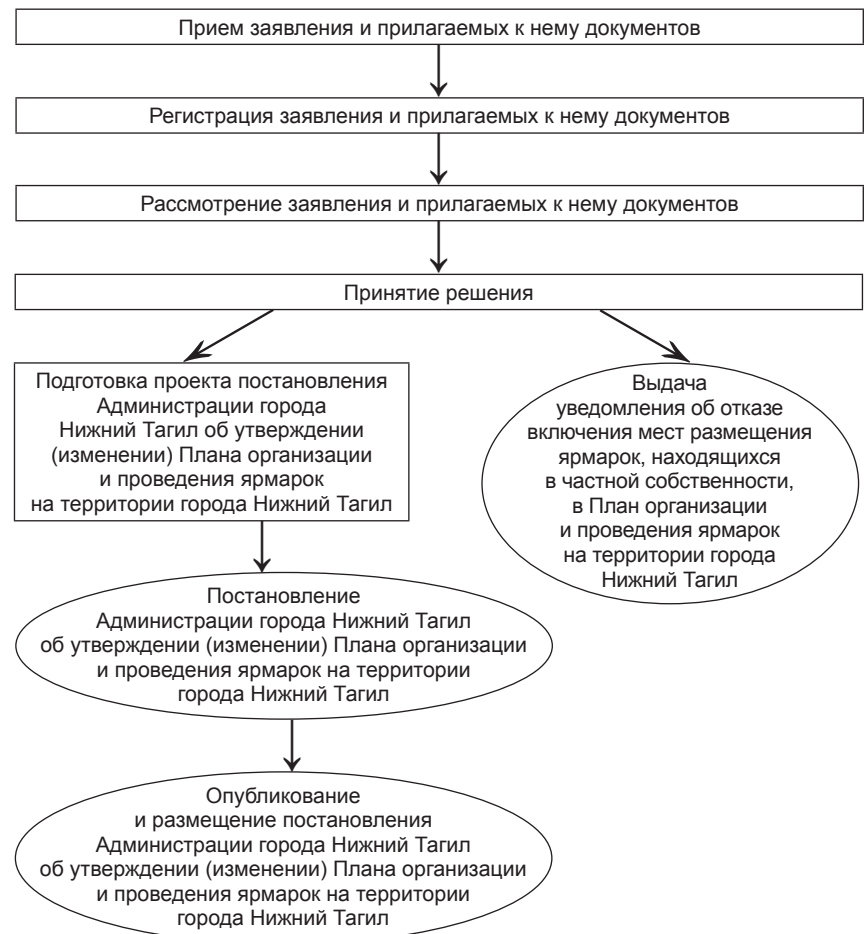 Прием заявления и прилагаемых к нему документов
Регистрация заявления и прилагаемых к нему документов
Рассмотрение заявления и прилагаемых к нему документов
Принятие решения
Подготовка проекта постановления
Администрации города
Нижний Тагил об утверждении
(изменении) Плана организации
и проведения ярмарок
на территории города Нижний Тагил
Выдача
уведомления об отказе
включения мест размещения
ярмарок, находящихся
в частной собственности,
в План организации
и проведения ярмарок
на территории города
Нижний Тагил
Постановление
Администрации города Нижний Тагил
об утверждении (изменении) Плана организации
и проведения ярмарок на территории
города Нижний Тагил
Опубликование
и размещение постановления
Администрации города Нижний Тагил
об утверждении (изменении) Плана организации
и проведения ярмарок на территории
города Нижний Тагил